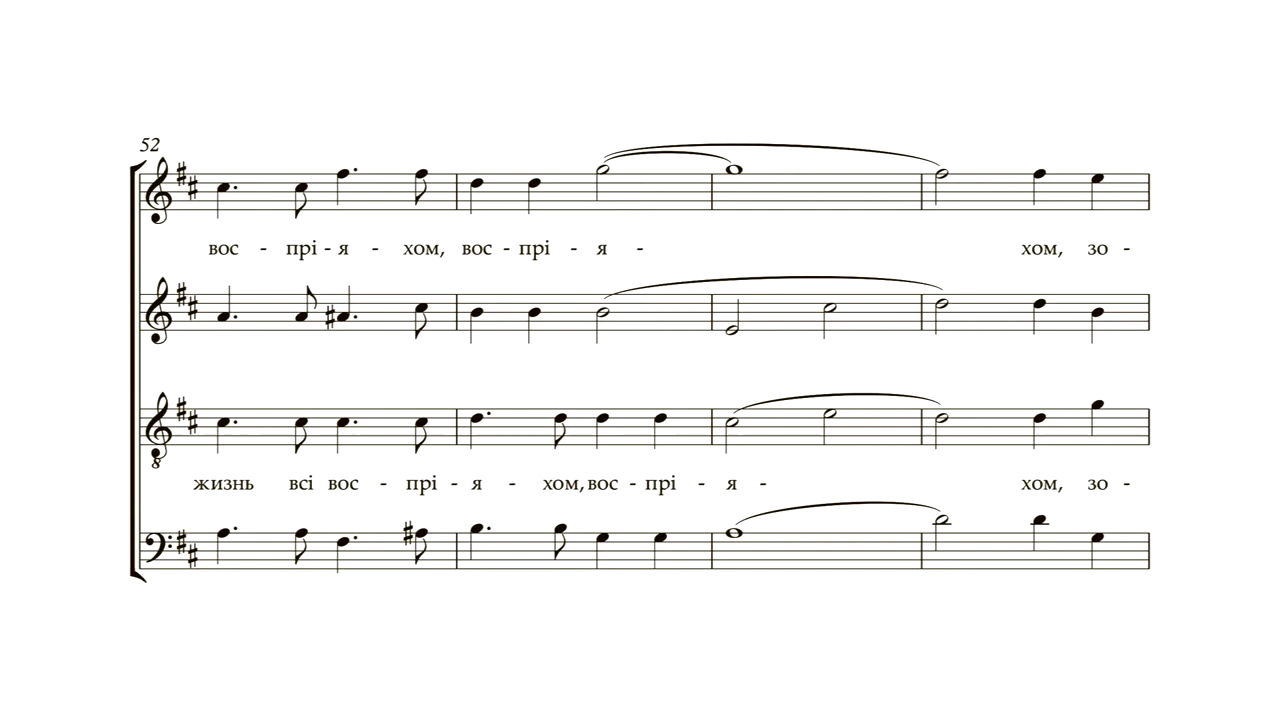 52
вос - прі - я - хом, вос - прі - я - хом, зо -
жизнь всі вос - прі - я - хом, вос - прі - я - хом, зо -